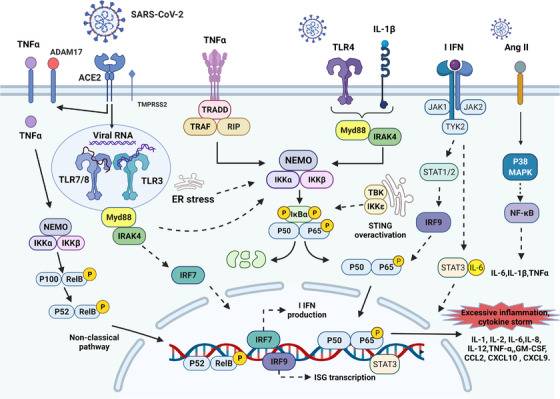 SARS-CoV-2
TNFα
ADAM17
ACE2
TMPRSS2
TNFα
TNFα
TRADD
TRAF
RIP
TLR4
IL-1β
Myd88
IRAK4
I IFN
JAK1
JAK2
TYK2
Ang II
Viral RNA
TLR7/8
TLR3
Myd88
IRAK4
ER stress
NEMO
IKKα
IKKβ
TBK
IKKε
STING
overactivation
STAT1/2
IRF9
P38
MAPK
NF-κB
IL-6,IL-1β,TNFα
P
P
IκBα
P50
P65
P
NEMO
IKKα
IKKβ
P100
RelB
P
P52
RelB
P
Non-classical
pathway
IRF7
P50
P65
P
STAT3
IL-6
I IFN
production
IRF7
IRF9
P52
RelB
P
P50
P65
P
STAT3
ISG transcription
Excessive inflammation,
cytokine storm
IL-1, IL-2, IL-6,IL-8,
IL-12,TNF-α,,GM-CSF,
CCL2, CXCL10 , CXCL9.